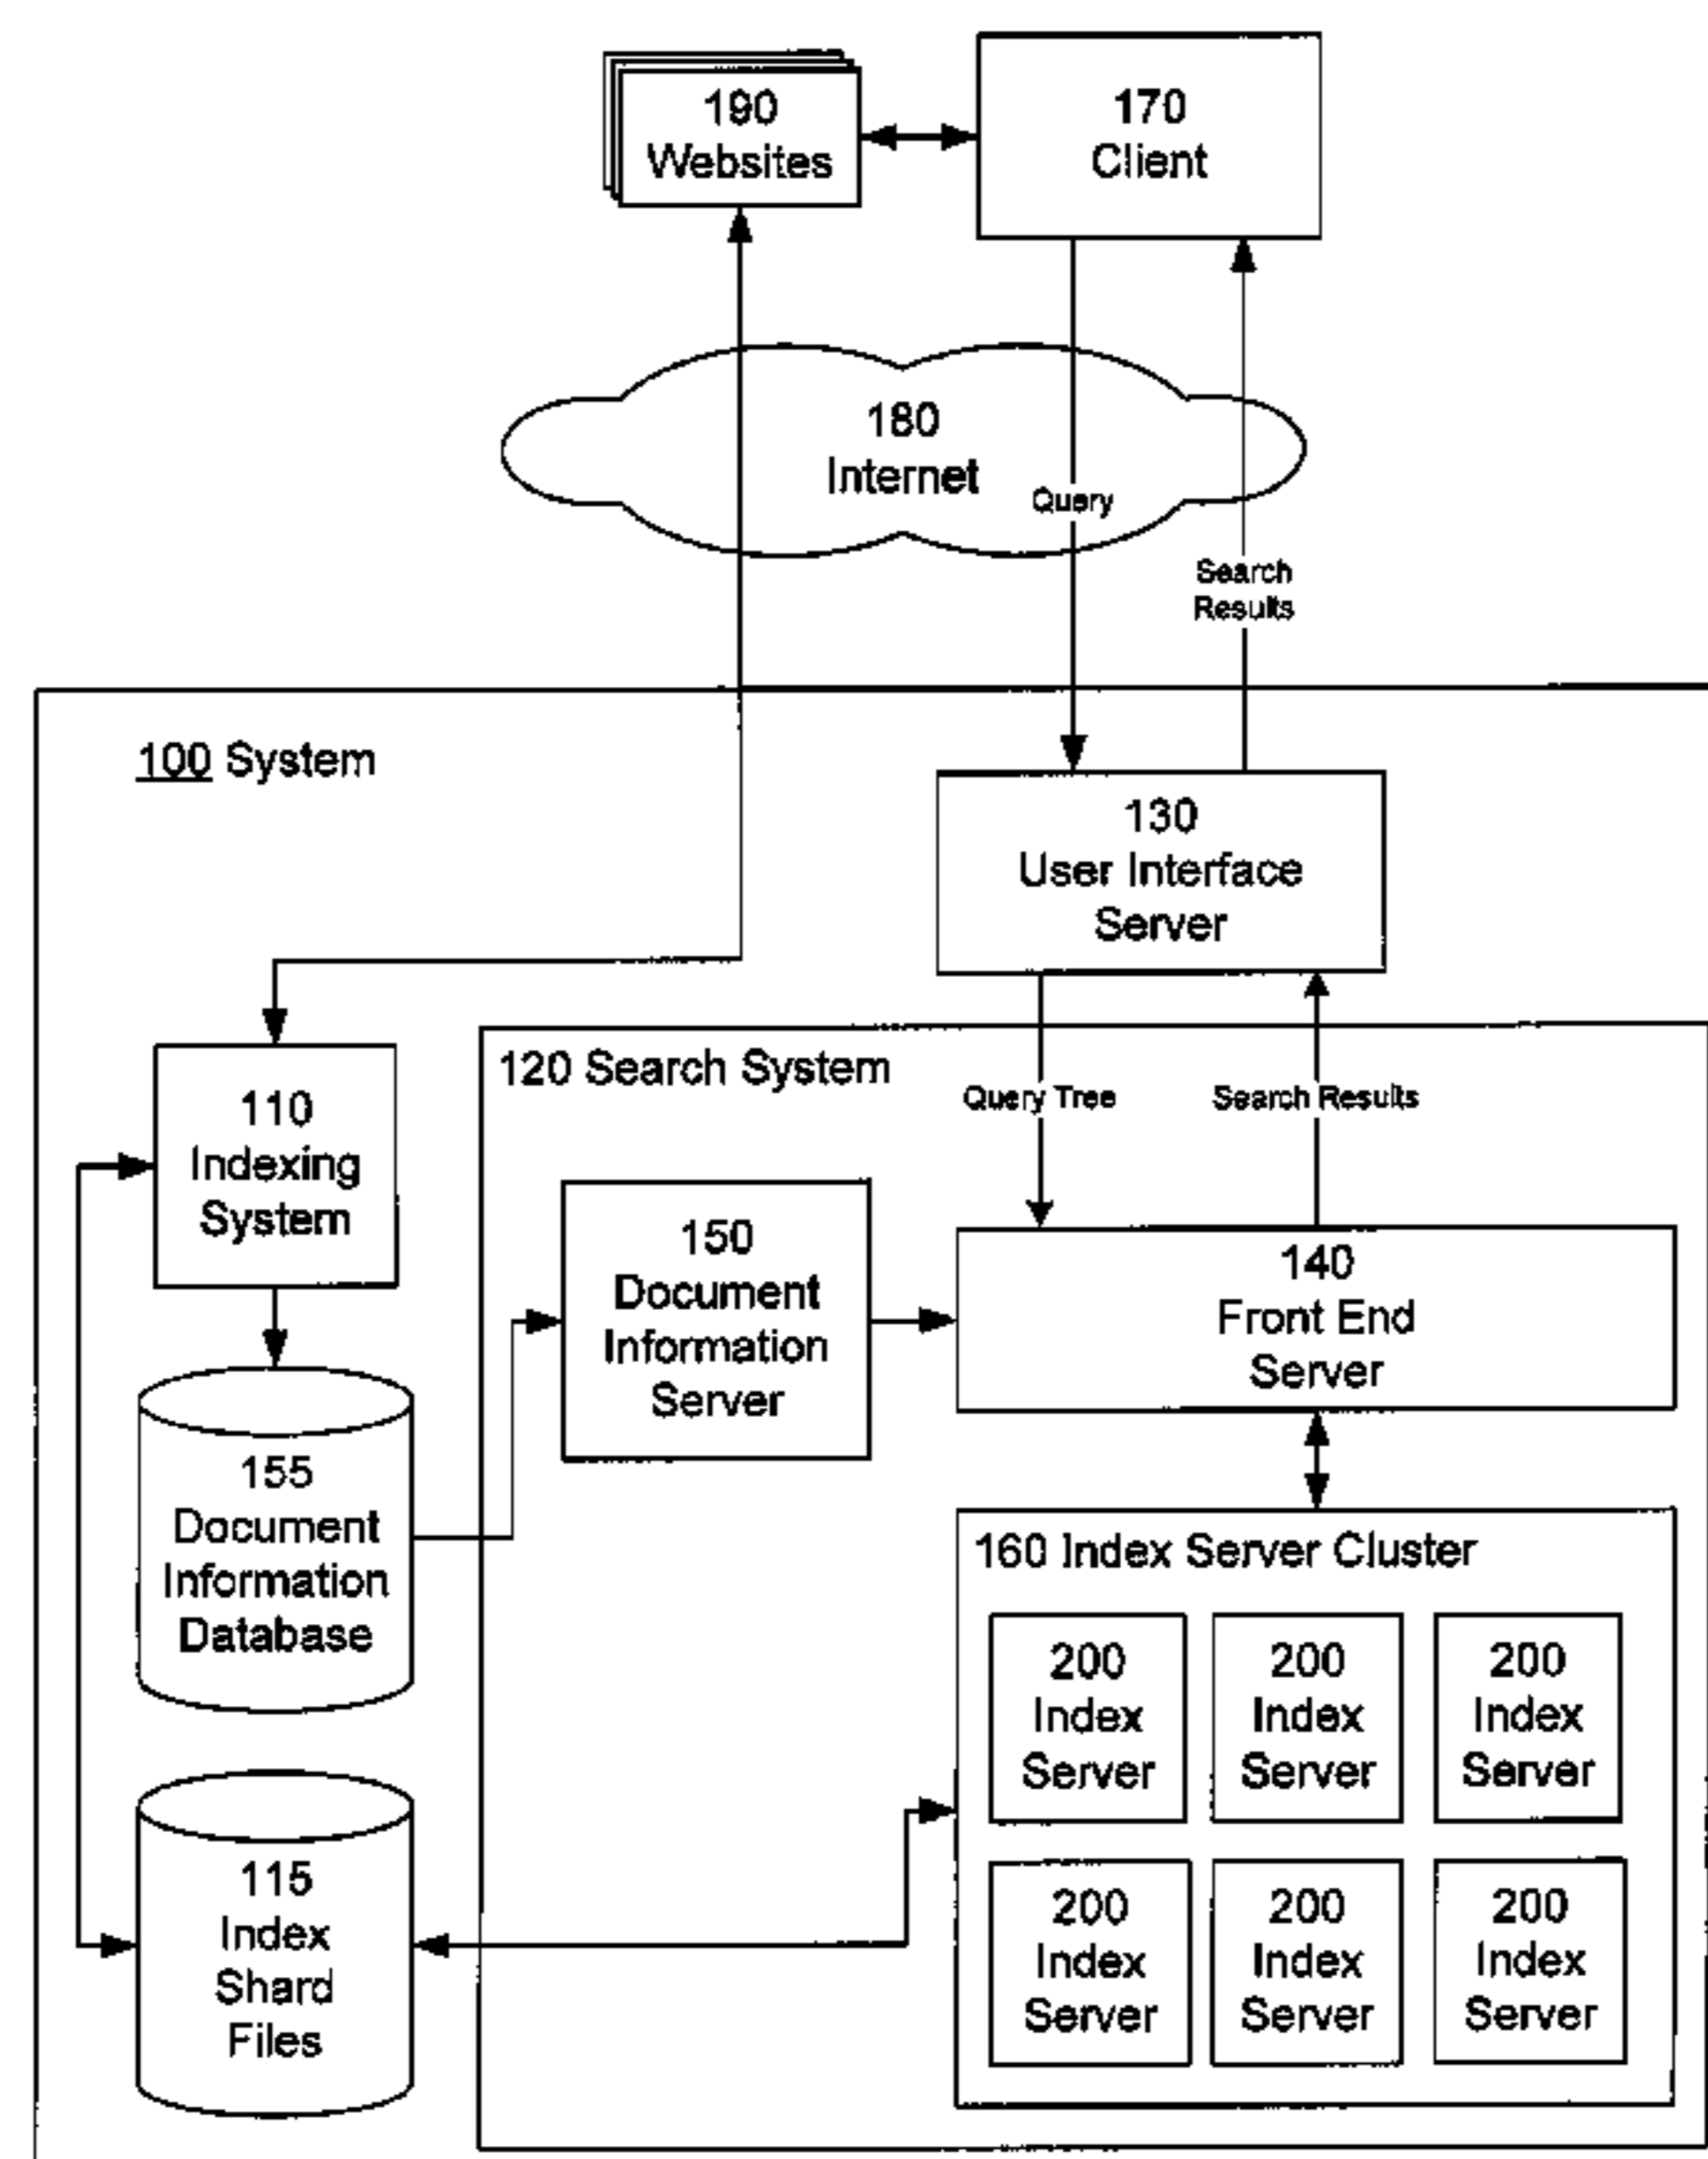 190
Websites
170
Client
180
Internet
Query
Search
Results
100 System
130
User Interface
Server
120 Search System
Query Tree
Search Results
110
Indexing
System
150
Document
Information
Server
140
Front End
Server
155
Document
Information
Database
160 Index Server Cluster
200
Index
Server
200
Index
Server
200
Index
Server
115
Index
Shard
Files
200
Index
Server
200
Index
Server
200
Index
Server